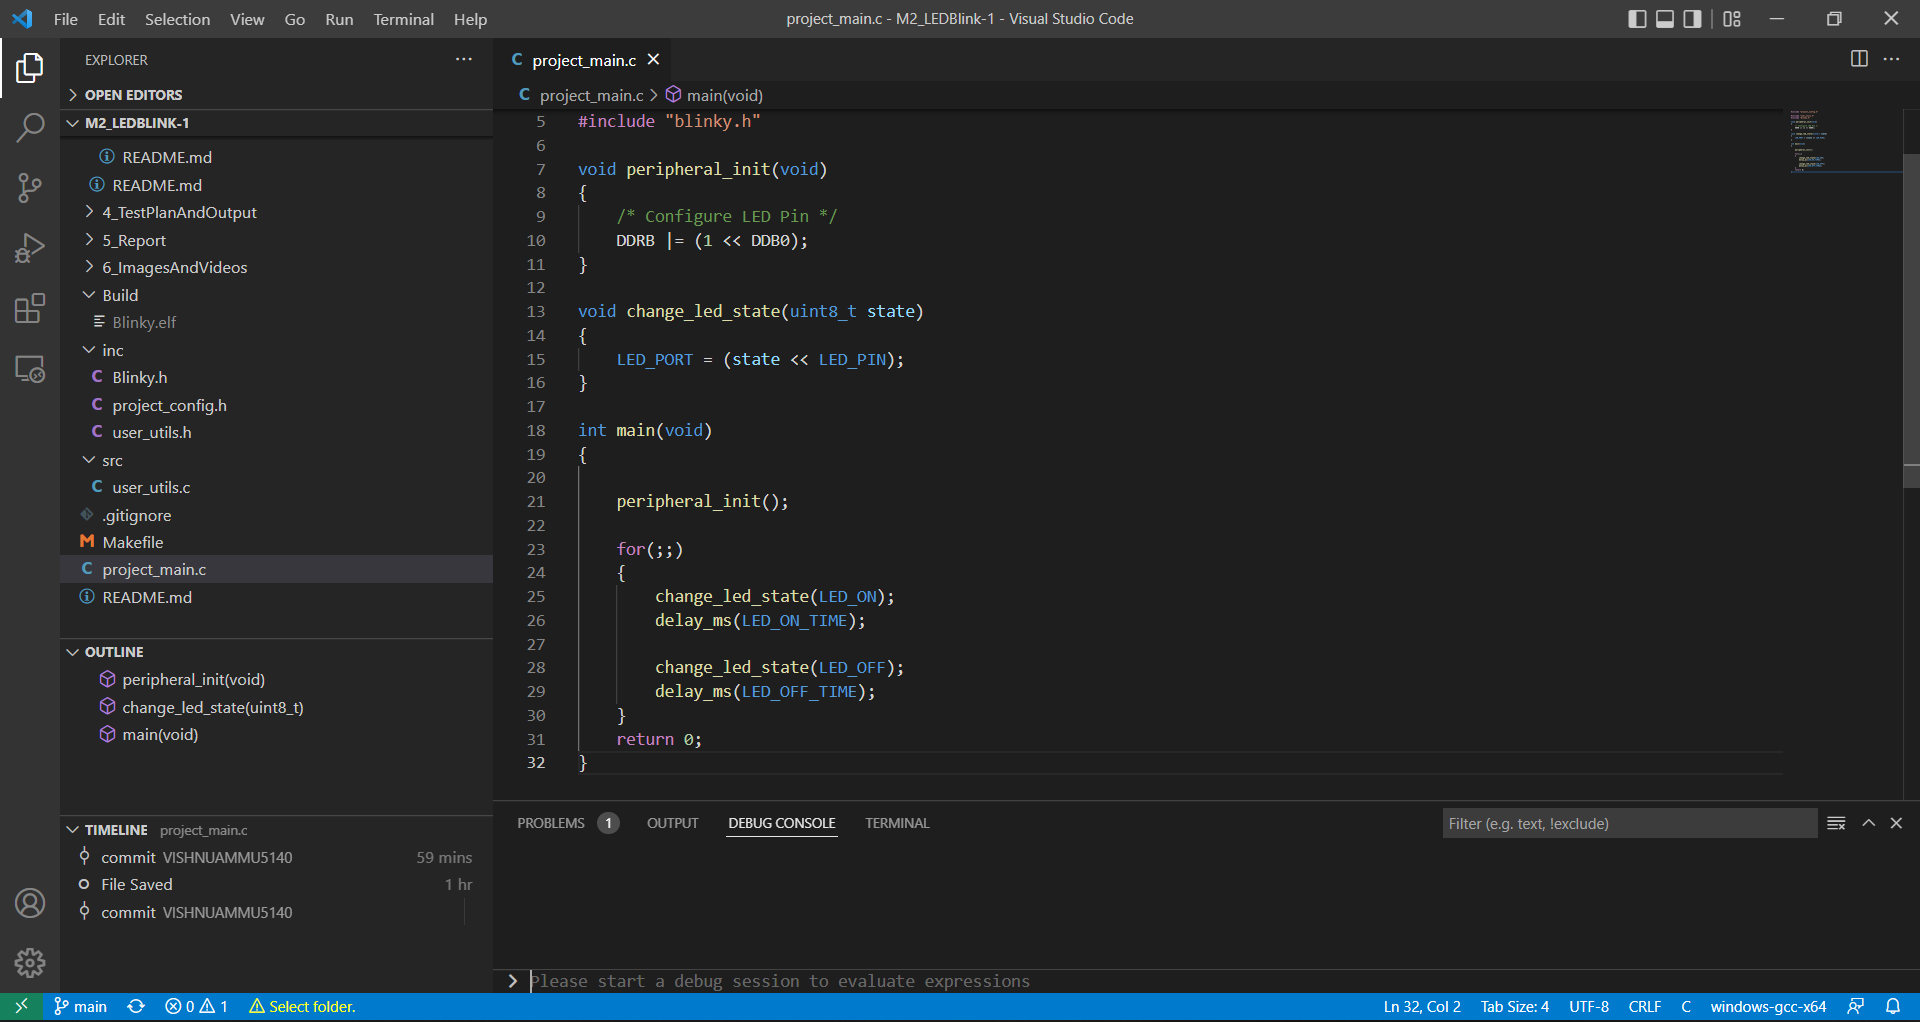 File Edit Selection View Go Run Terminal Help
project_main.c - M2_LEDBlink-1 - Visual Studio Code
EXPLORER
OPEN EDITORS
M2_LEDBLINK-1
README.md
README.md
4_TestPlanAndOutput
5_Report
6_ImagesAndVideos
Build
Blinky.elf
inc
C Blinky.h
C project_config.h
C user_utils.h
src
C user_utils.c
.gitignore
M Makefile
C project_main.c
README.md
OUTLINE
peripheral_init(void)
change_led_state(uint8_t)
main(void)
TIMELINE project_main.c
commit VISHNUAMMU5140 59 mins
File Saved 1 hr
commit VISHNUAMMU5140
C project_main.c
C project_main.c > main(void)
5 #include "blinky.h"
6
7 void peripheral_init(void)
8 {
9 /* Configure LED Pin */
10 DDRB |= (1 << DDB0);
11 }
12
13 void change_led_state(uint8_t state)
14 {
15 LED_PORT = (state << LED_PIN);
16 }
17
18 int main(void)
19 {
20
21 peripheral_init();
22
23 for(;;)
24 {
25 change_led_state(LED_ON);
26 delay_ms(LED_ON_TIME);
27
28 change_led_state(LED_OFF);
29 delay_ms(LED_OFF_TIME);
30 }
31 return 0;
32 }
PROBLEMS 1 OUTPUT DEBUG CONSOLE TERMINAL
Filter (e.g. text, !exclude)
Please start a debug session to evaluate expressions
main 0 1 Select folder. Ln 32, Col 2 Tab Size: 4 UTF-8 CRLF C windows-gcc-x64